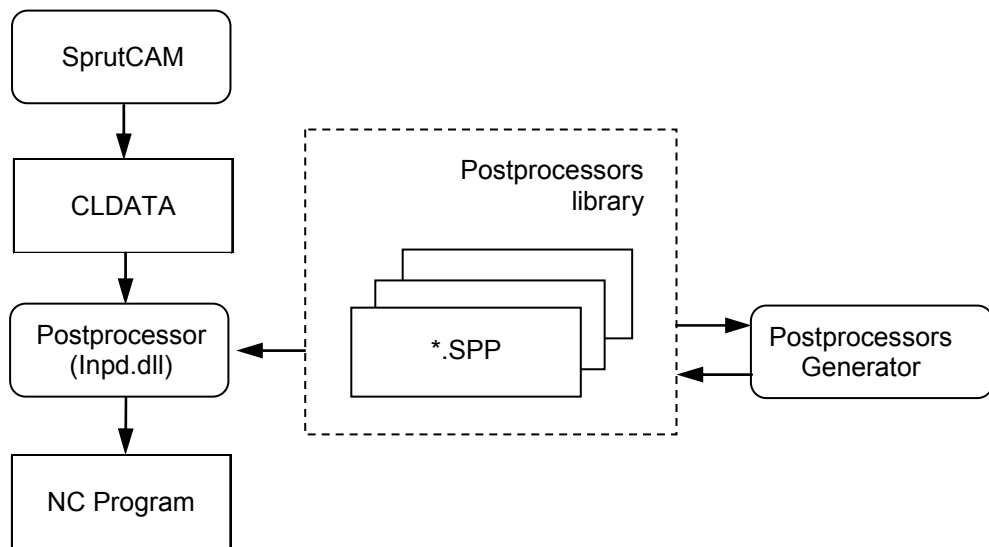 SprutCAM
CLDATA
Postprocessor
(Inpd.dll)
NC Program
Postprocessors
library
*.SPP
Postprocessors
Generator